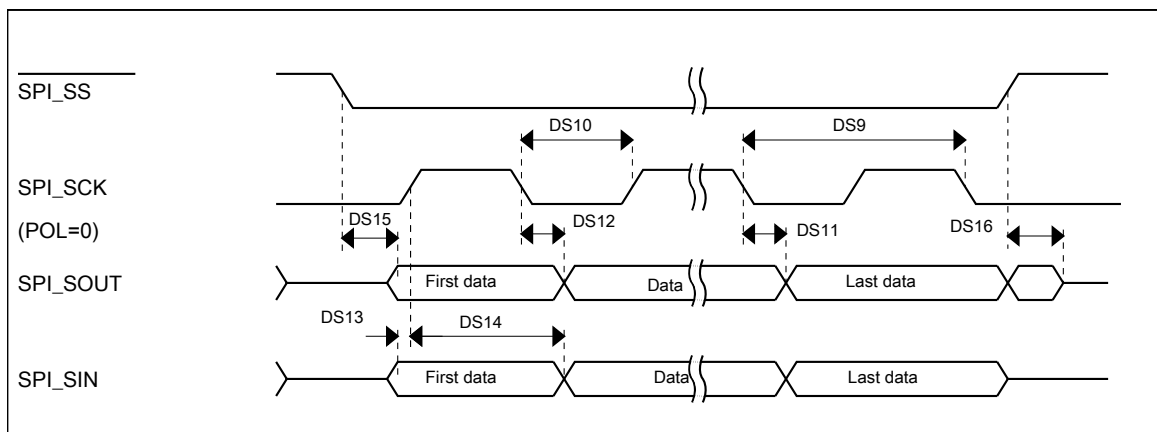 SPI_SS
DS10
DS9
SPI_SCK
(POL=0)
DS15
DS12
DS11
DS16
SPI_SOUT
First data
Data
Last data
DS13
DS14
SPI_SIN
First data
Data
Last data